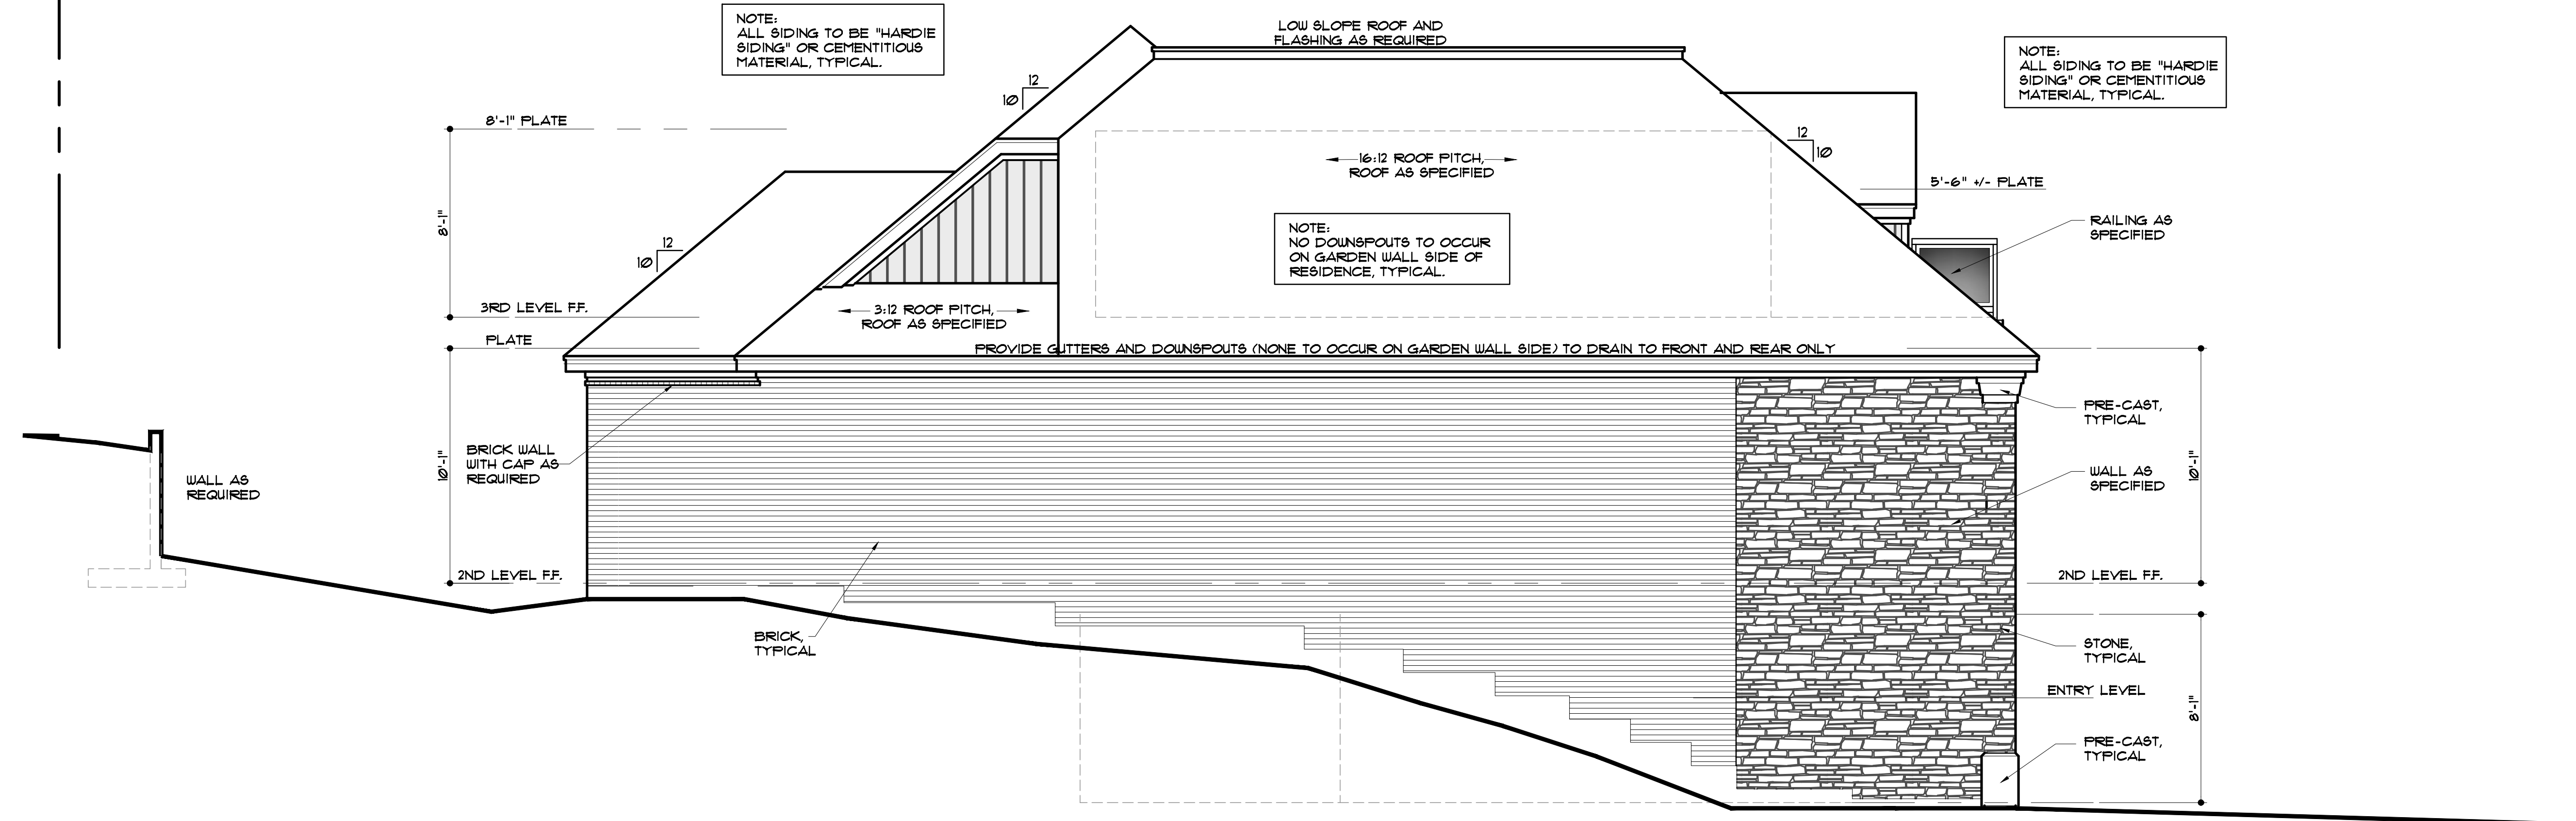 NOTE:
ALL SIDING TO BE "HARDIE
SIDING" OR CEMENTITIOUS
MATERIAL, TYPICAL.
LOW SLOPE ROOF AND
FLASHING AS REQUIRED
NOTE:
ALL SIDING TO BE "HARDIE
SIDING" OR CEMENTITIOUS
MATERIAL, TYPICAL.
12
10
8'-1" PLATE
12
10
16:12 ROOF PITCH,
ROOF AS SPECIFIED
5'-6" +/- PLATE
8'-1"
12
10
NOTE:
NO DOWNSPOUTS TO OCCUR
ON GARDEN WALL SIDE OF
RESIDENCE, TYPICAL.
RAILING AS
SPECIFIED
3RD LEVEL F.F.
3:12 ROOF PITCH,
ROOF AS SPECIFIED
PLATE
PROVIDE GUTTERS AND DOWNSPOUTS (NONE TO OCCUR ON GARDEN WALL SIDE) TO DRAIN TO FRONT AND REAR ONLY
PRE-CAST,
TYPICAL
10'-1"
BRICK WALL
WITH CAP AS
REQUIRED
WALL AS
REQUIRED
WALL AS
SPECIFIED
10'-1"
2ND LEVEL F.F.
2ND LEVEL F.F.
BRICK,
TYPICAL
STONE,
TYPICAL
ENTRY LEVEL
8'-1"
PRE-CAST,
TYPICAL